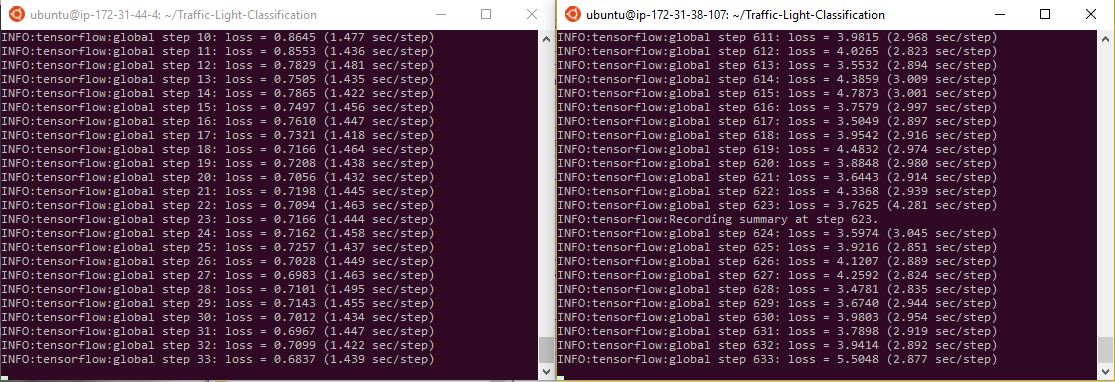 ubuntu@ip-172-31-44-4: ~/Traffic-Light-Classification
INFO:tensorflow:global step 10: loss = 0.8645 (1.477 sec/step)
INFO:tensorflow:global step 11: loss = 0.8553 (1.436 sec/step)
INFO:tensorflow:global step 12: loss = 0.7829 (1.481 sec/step)
INFO:tensorflow:global step 13: loss = 0.7505 (1.435 sec/step)
INFO:tensorflow:global step 14: loss = 0.7865 (1.422 sec/step)
INFO:tensorflow:global step 15: loss = 0.7497 (1.456 sec/step)
INFO:tensorflow:global step 16: loss = 0.7610 (1.447 sec/step)
INFO:tensorflow:global step 17: loss = 0.7321 (1.418 sec/step)
INFO:tensorflow:global step 18: loss = 0.7166 (1.464 sec/step)
INFO:tensorflow:global step 19: loss = 0.7208 (1.438 sec/step)
INFO:tensorflow:global step 20: loss = 0.7056 (1.432 sec/step)
INFO:tensorflow:global step 21: loss = 0.7198 (1.445 sec/step)
INFO:tensorflow:global step 22: loss = 0.7094 (1.463 sec/step)
INFO:tensorflow:global step 23: loss = 0.7166 (1.444 sec/step)
INFO:tensorflow:global step 24: loss = 0.7162 (1.458 sec/step)
INFO:tensorflow:global step 25: loss = 0.7257 (1.437 sec/step)
INFO:tensorflow:global step 26: loss = 0.7028 (1.449 sec/step)
INFO:tensorflow:global step 27: loss = 0.6983 (1.463 sec/step)
INFO:tensorflow:global step 28: loss = 0.7101 (1.495 sec/step)
INFO:tensorflow:global step 29: loss = 0.7143 (1.455 sec/step)
INFO:tensorflow:global step 30: loss = 0.7012 (1.434 sec/step)
INFO:tensorflow:global step 31: loss = 0.6967 (1.447 sec/step)
INFO:tensorflow:global step 32: loss = 0.7099 (1.422 sec/step)
INFO:tensorflow:global step 33: loss = 0.6837 (1.439 sec/step)
ubuntu@ip-172-31-38-107: ~/Traffic-Light-Classification
INFO:tensorflow:global step 611: loss = 3.9815 (2.968 sec/step)
INFO:tensorflow:global step 612: loss = 4.0265 (2.823 sec/step)
INFO:tensorflow:global step 613: loss = 3.5532 (2.894 sec/step)
INFO:tensorflow:global step 614: loss = 4.3859 (3.009 sec/step)
INFO:tensorflow:global step 615: loss = 4.7873 (3.001 sec/step)
INFO:tensorflow:global step 616: loss = 3.7579 (2.997 sec/step)
INFO:tensorflow:global step 617: loss = 3.5049 (2.897 sec/step)
INFO:tensorflow:global step 618: loss = 3.9542 (2.916 sec/step)
INFO:tensorflow:global step 619: loss = 4.4832 (2.974 sec/step)
INFO:tensorflow:global step 620: loss = 3.8848 (2.980 sec/step)
INFO:tensorflow:global step 621: loss = 3.6443 (2.914 sec/step)
INFO:tensorflow:global step 622: loss = 4.3368 (2.939 sec/step)
INFO:tensorflow:global step 623: loss = 3.7625 (4.281 sec/step)
INFO:tensorflow:Recording summary at step 623.
INFO:tensorflow:global step 624: loss = 3.5974 (3.045 sec/step)
INFO:tensorflow:global step 625: loss = 3.9216 (2.851 sec/step)
INFO:tensorflow:global step 626: loss = 4.1207 (2.889 sec/step)
INFO:tensorflow:global step 627: loss = 4.2592 (2.824 sec/step)
INFO:tensorflow:global step 628: loss = 3.4781 (2.835 sec/step)
INFO:tensorflow:global step 629: loss = 3.6740 (2.944 sec/step)
INFO:tensorflow:global step 630: loss = 3.9803 (2.954 sec/step)
INFO:tensorflow:global step 631: loss = 3.7898 (2.919 sec/step)
INFO:tensorflow:global step 632: loss = 3.9414 (2.892 sec/step)
INFO:tensorflow:global step 633: loss = 5.5048 (2.877 sec/step)